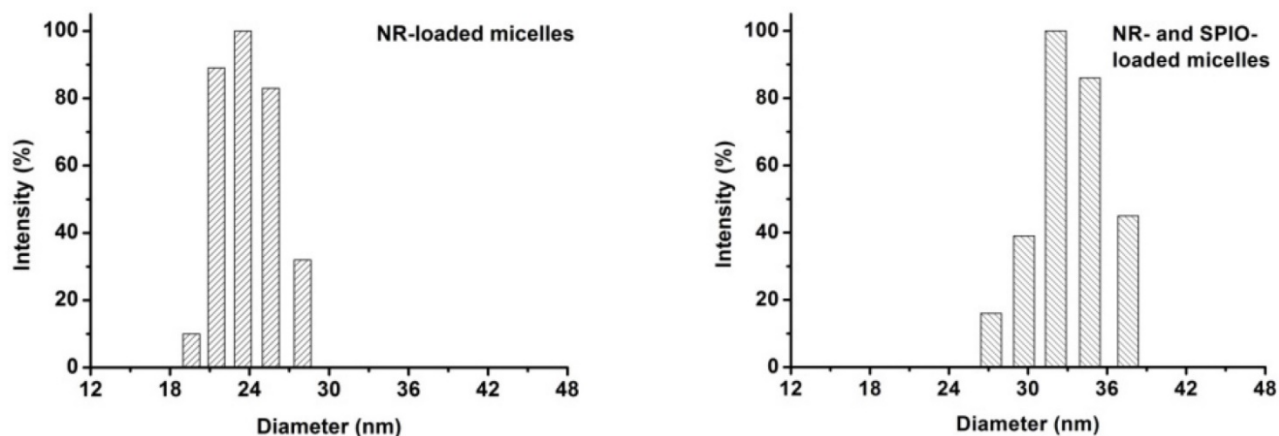 NR-loaded micelles
100
80
60
40
20
0
Intensity (%)
12 18 24 30 36 42 48
Diameter (nm)
NR- and SPIO-
loaded micelles
100
80
60
40
20
0
Intensity (%)
12 18 24 30 36 42 48
Diameter (nm)